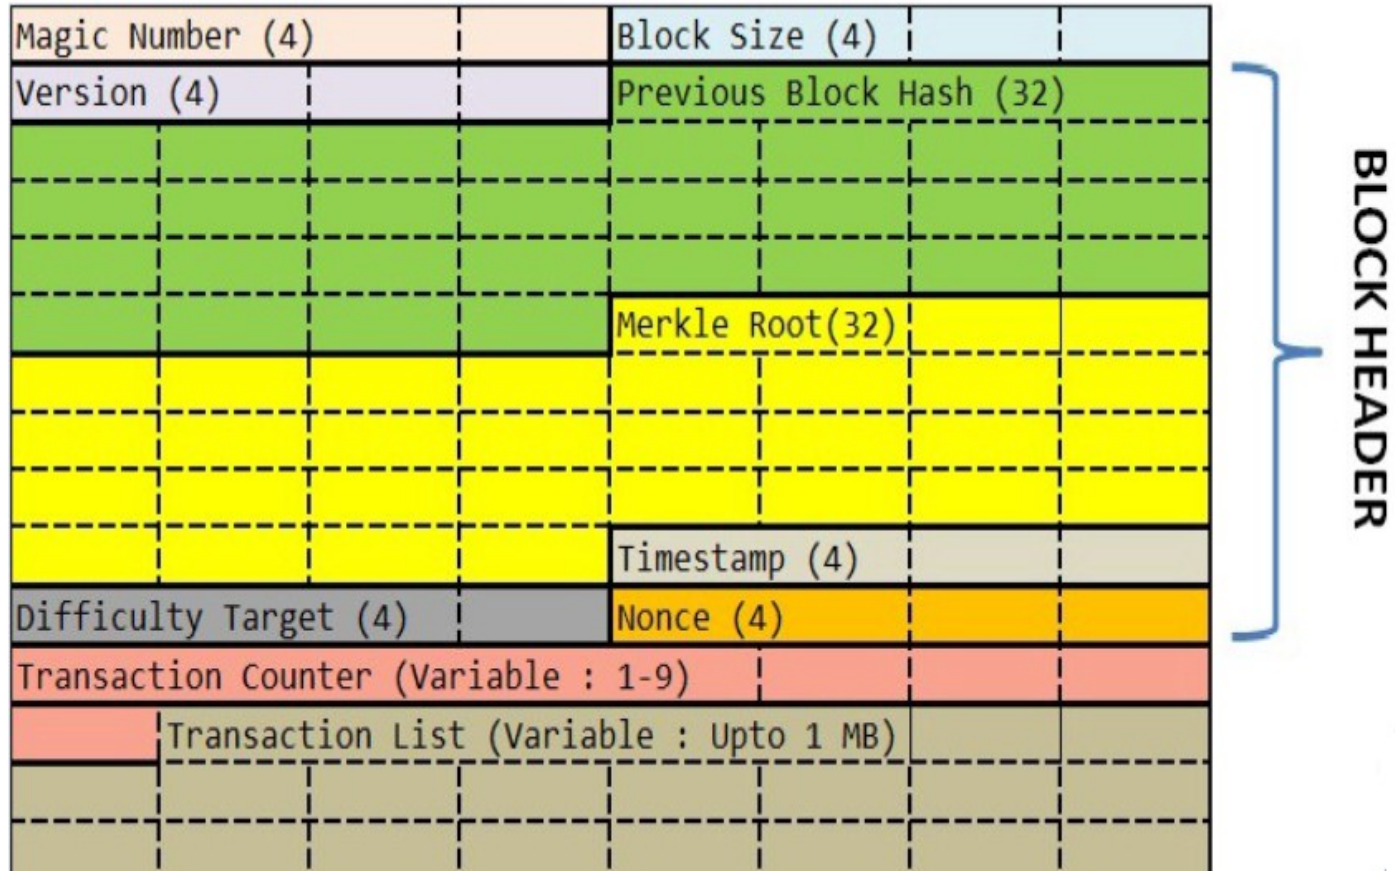 Magic Number (4)
Block Size (4)
Version (4)
Previous Block Hash (32)
Merkle Root(32)
Timestamp (4)
Difficulty Target (4)
Nonce (4)
Transaction Counter (Variable : 1-9)
Transaction List (Variable : Upto 1 MB)
BLOCK HEADER